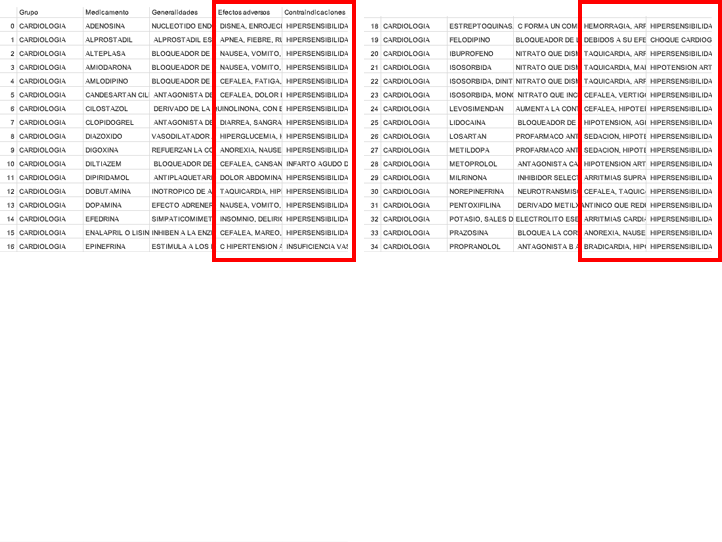 Grupo Medicamento Generalidades Efectos adversos Contraindicaciones
0 CARDIOLOGIA ADENOSINA NUCLEOTIDO END DISNEA, ENROJECI HIPERSENSIBILIDA
1 CARDIOLOGIA ALPROSTADIL ALPROSTADIL ES APNEA, FIEBRE, RU HIPERSENSIBILIDA
2 CARDIOLOGIA ALTEPLASA BLOQUEADOR DE NAUSEA, VOMITO, HIPERSENSIBILIDA
3 CARDIOLOGIA AMIODARONA BLOQUEADOR DE NAUSEA, VOMITO, HIPERSENSIBILIDA
4 CARDIOLOGIA AMLODIPINO BLOQUEADOR DE CEFALEA, FATIGA, HIPERSENSIBILIDA
5 CARDIOLOGIA CANDESARTAN CIL ANTAGONISTA DE CEFALEA, DOLOR HIPERSENSIBILIDA
6 CARDIOLOGIA CILOSTAZOL DERIVADO DE LA QUINOLINONA, CON E HIPERSENSIBILIDA
7 CARDIOLOGIA CLOPIDOGREL ANTAGONISTA DE DIARREA, SANGRA HIPERSENSIBILIDA
8 CARDIOLOGIA DIAZOXIDO VASODILATADOR HIPERGLUCEMIA, HIPERSENSIBILIDA
9 CARDIOLOGIA DIGOXINA REFUERZAN LA CO ANOREXIA, NAUSE HIPERSENSIBILIDA
10 CARDIOLOGIA DILTIAZEM BLOQUEADOR DE CEFALEA, CANSAN INFARTO AGUDO D
11 CARDIOLOGIA DIPIRIDAMOL ANTIPLAQUETARI DOLOR ABDOMINA HIPERSENSIBILIDA
12 CARDIOLOGIA DOBUTAMINA INOTROPICO DE A TAQUICARDIA, HIP HIPERSENSIBILIDA
13 CARDIOLOGIA DOPAMINA EFECTO ADRENER NAUSEA, VOMITO, HIPERSENSIBILIDA
14 CARDIOLOGIA EFEDRINA SIMPATICOMIMET INSOMNIO, DELIRIO HIPERSENSIBILIDA
15 CARDIOLOGIA ENALAPRIL O LISIN INHIBEN A LA ENZ CEFALEA, MAREO, HIPERSENSIBILIDA
16 CARDIOLOGIA EPINEFRINA ESTIMULA A LOS C HIPERTENSION A INSUFICIENCIA VAS
18 CARDIOLOGIA ESTREPTOQUINAS C FORMA UN COM HEMORRAGIA, ARR HIPERSENSIBILIDA
19 CARDIOLOGIA FELODIPINO BLOQUEADOR DE L DEBIDOS A SU EFE CHOQUE CARDIOG
20 CARDIOLOGIA IBUPROFENO NITRATO QUE DISM TAQUICARDIA, ARR HIPERSENSIBILIDA
21 CARDIOLOGIA ISOSORBIDA NITRATO QUE DISM TAQUICARDIA, MAR HIPOTENSION ART
22 CARDIOLOGIA ISOSORBIDA, DINIT NITRATO QUE DISM TAQUICARDIA, ARR HIPERSENSIBILIDA
23 CARDIOLOGIA ISOSORBIDA, MONO NITRATO QUE INC CEFALEA, VERTIGO HIPERSENSIBILIDA
24 CARDIOLOGIA LEVOSIMENDAN AUMENTA LA CONT CEFALEA, HIPOTEN HIPERSENSIBILIDA
25 CARDIOLOGIA LIDOCAINA BLOQUEADOR DE HIPOTENSION, AGI HIPERSENSIBILIDA
26 CARDIOLOGIA LOSARTAN PROFARMACO ANT SEDACION, HIPOTE HIPERSENSIBILIDA
27 CARDIOLOGIA METILDOPA PROFARMACO ANT SEDACION, HIPOTE HIPERSENSIBILIDA
28 CARDIOLOGIA METOPROLOL ANTAGONISTA CA HIPOTENSION ART HIPERSENSIBILIDA
29 CARDIOLOGIA MILRINONA INHIBIDOR SELECT ARRITMIAS SUPRA HIPERSENSIBILIDA
30 CARDIOLOGIA NOREPINEFRINA NEUROTRANSMISO CEFALEA, TAQUIC HIPERSENSIBILIDA
31 CARDIOLOGIA PENTOXIFILINA DERIVADO METILXANTINICO QUE REDU HIPERSENSIBILIDA
32 CARDIOLOGIA POTASIO, SALES D ELECTROLITO ESE ARRITMIAS CARDIA HIPERSENSIBILIDA
33 CARDIOLOGIA PRAZOSINA BLOQUEA LA COR ANOREXIA, NAUSE HIPERSENSIBILIDA
34 CARDIOLOGIA PROPRANOLOL ANTAGONISTA B A BRADICARDIA, HIPO HIPERSENSIBILIDA